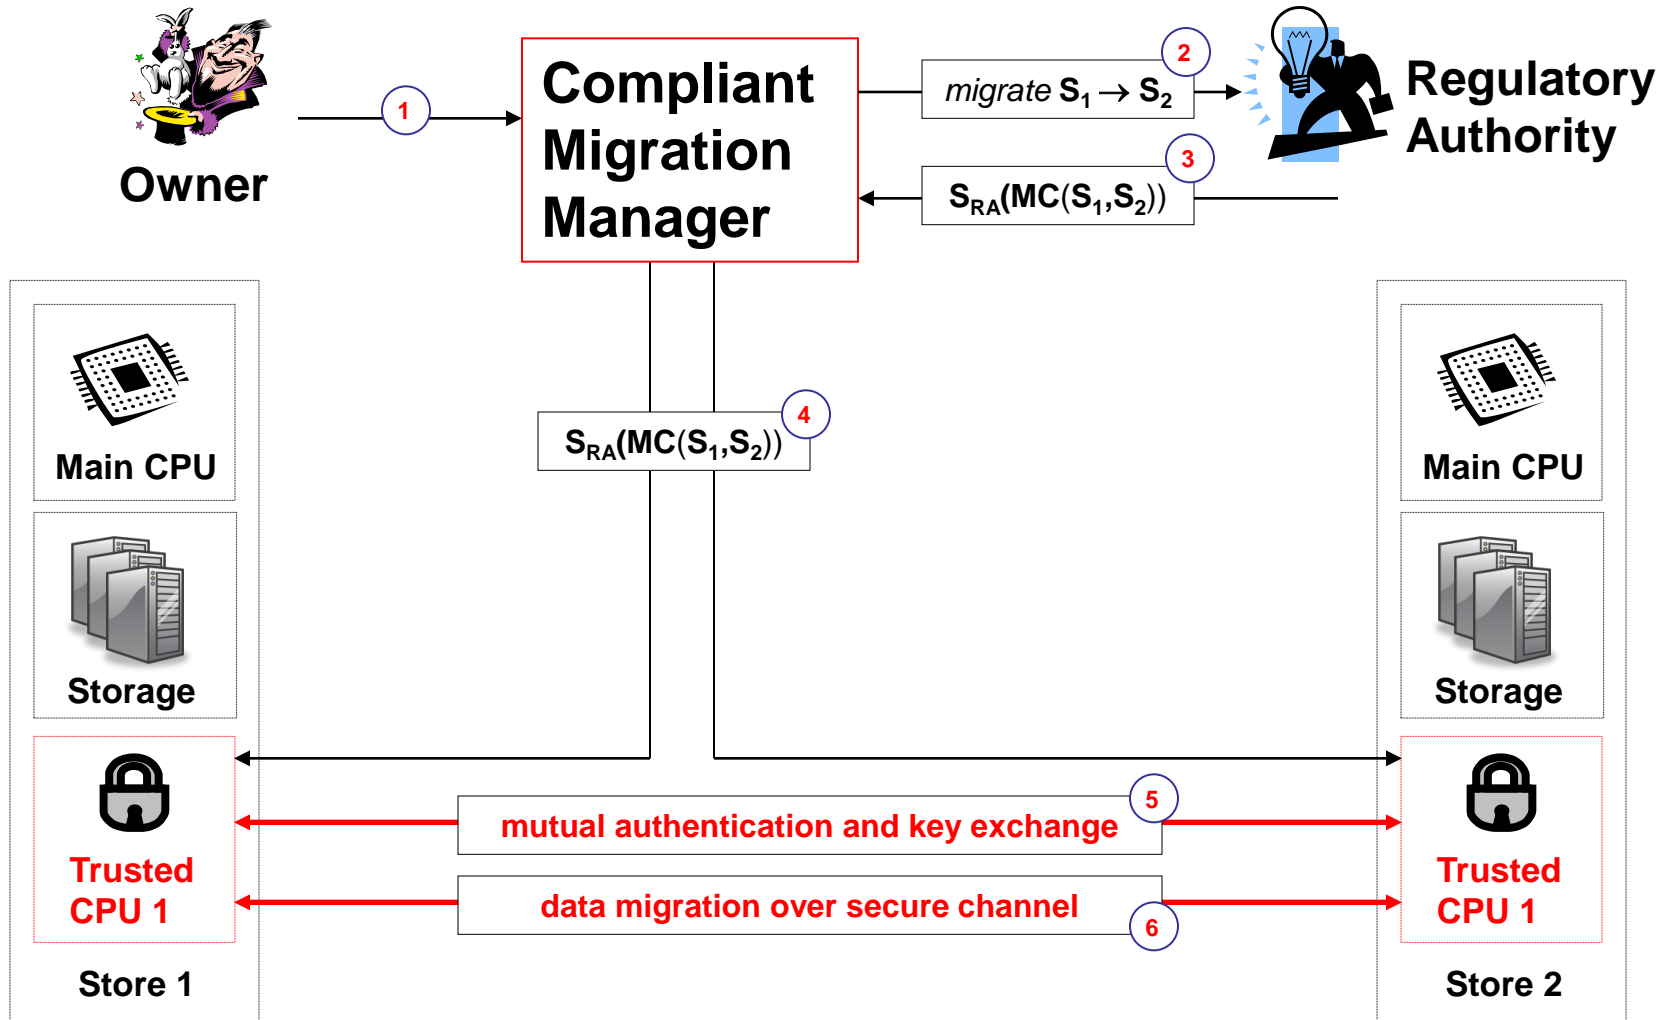 Owner
1
Compliant
Migration
Manager
2
migrate S₁ → S₂
3
S_RA(MC(S₁,S₂))
Regulatory
Authority
4
S_RA(MC(S₁,S₂))
Main CPU
Storage
Trusted
CPU 1
Store 1
5
mutual authentication and key exchange
data migration over secure channel
6
Main CPU
Storage
Trusted
CPU 1
Store 2